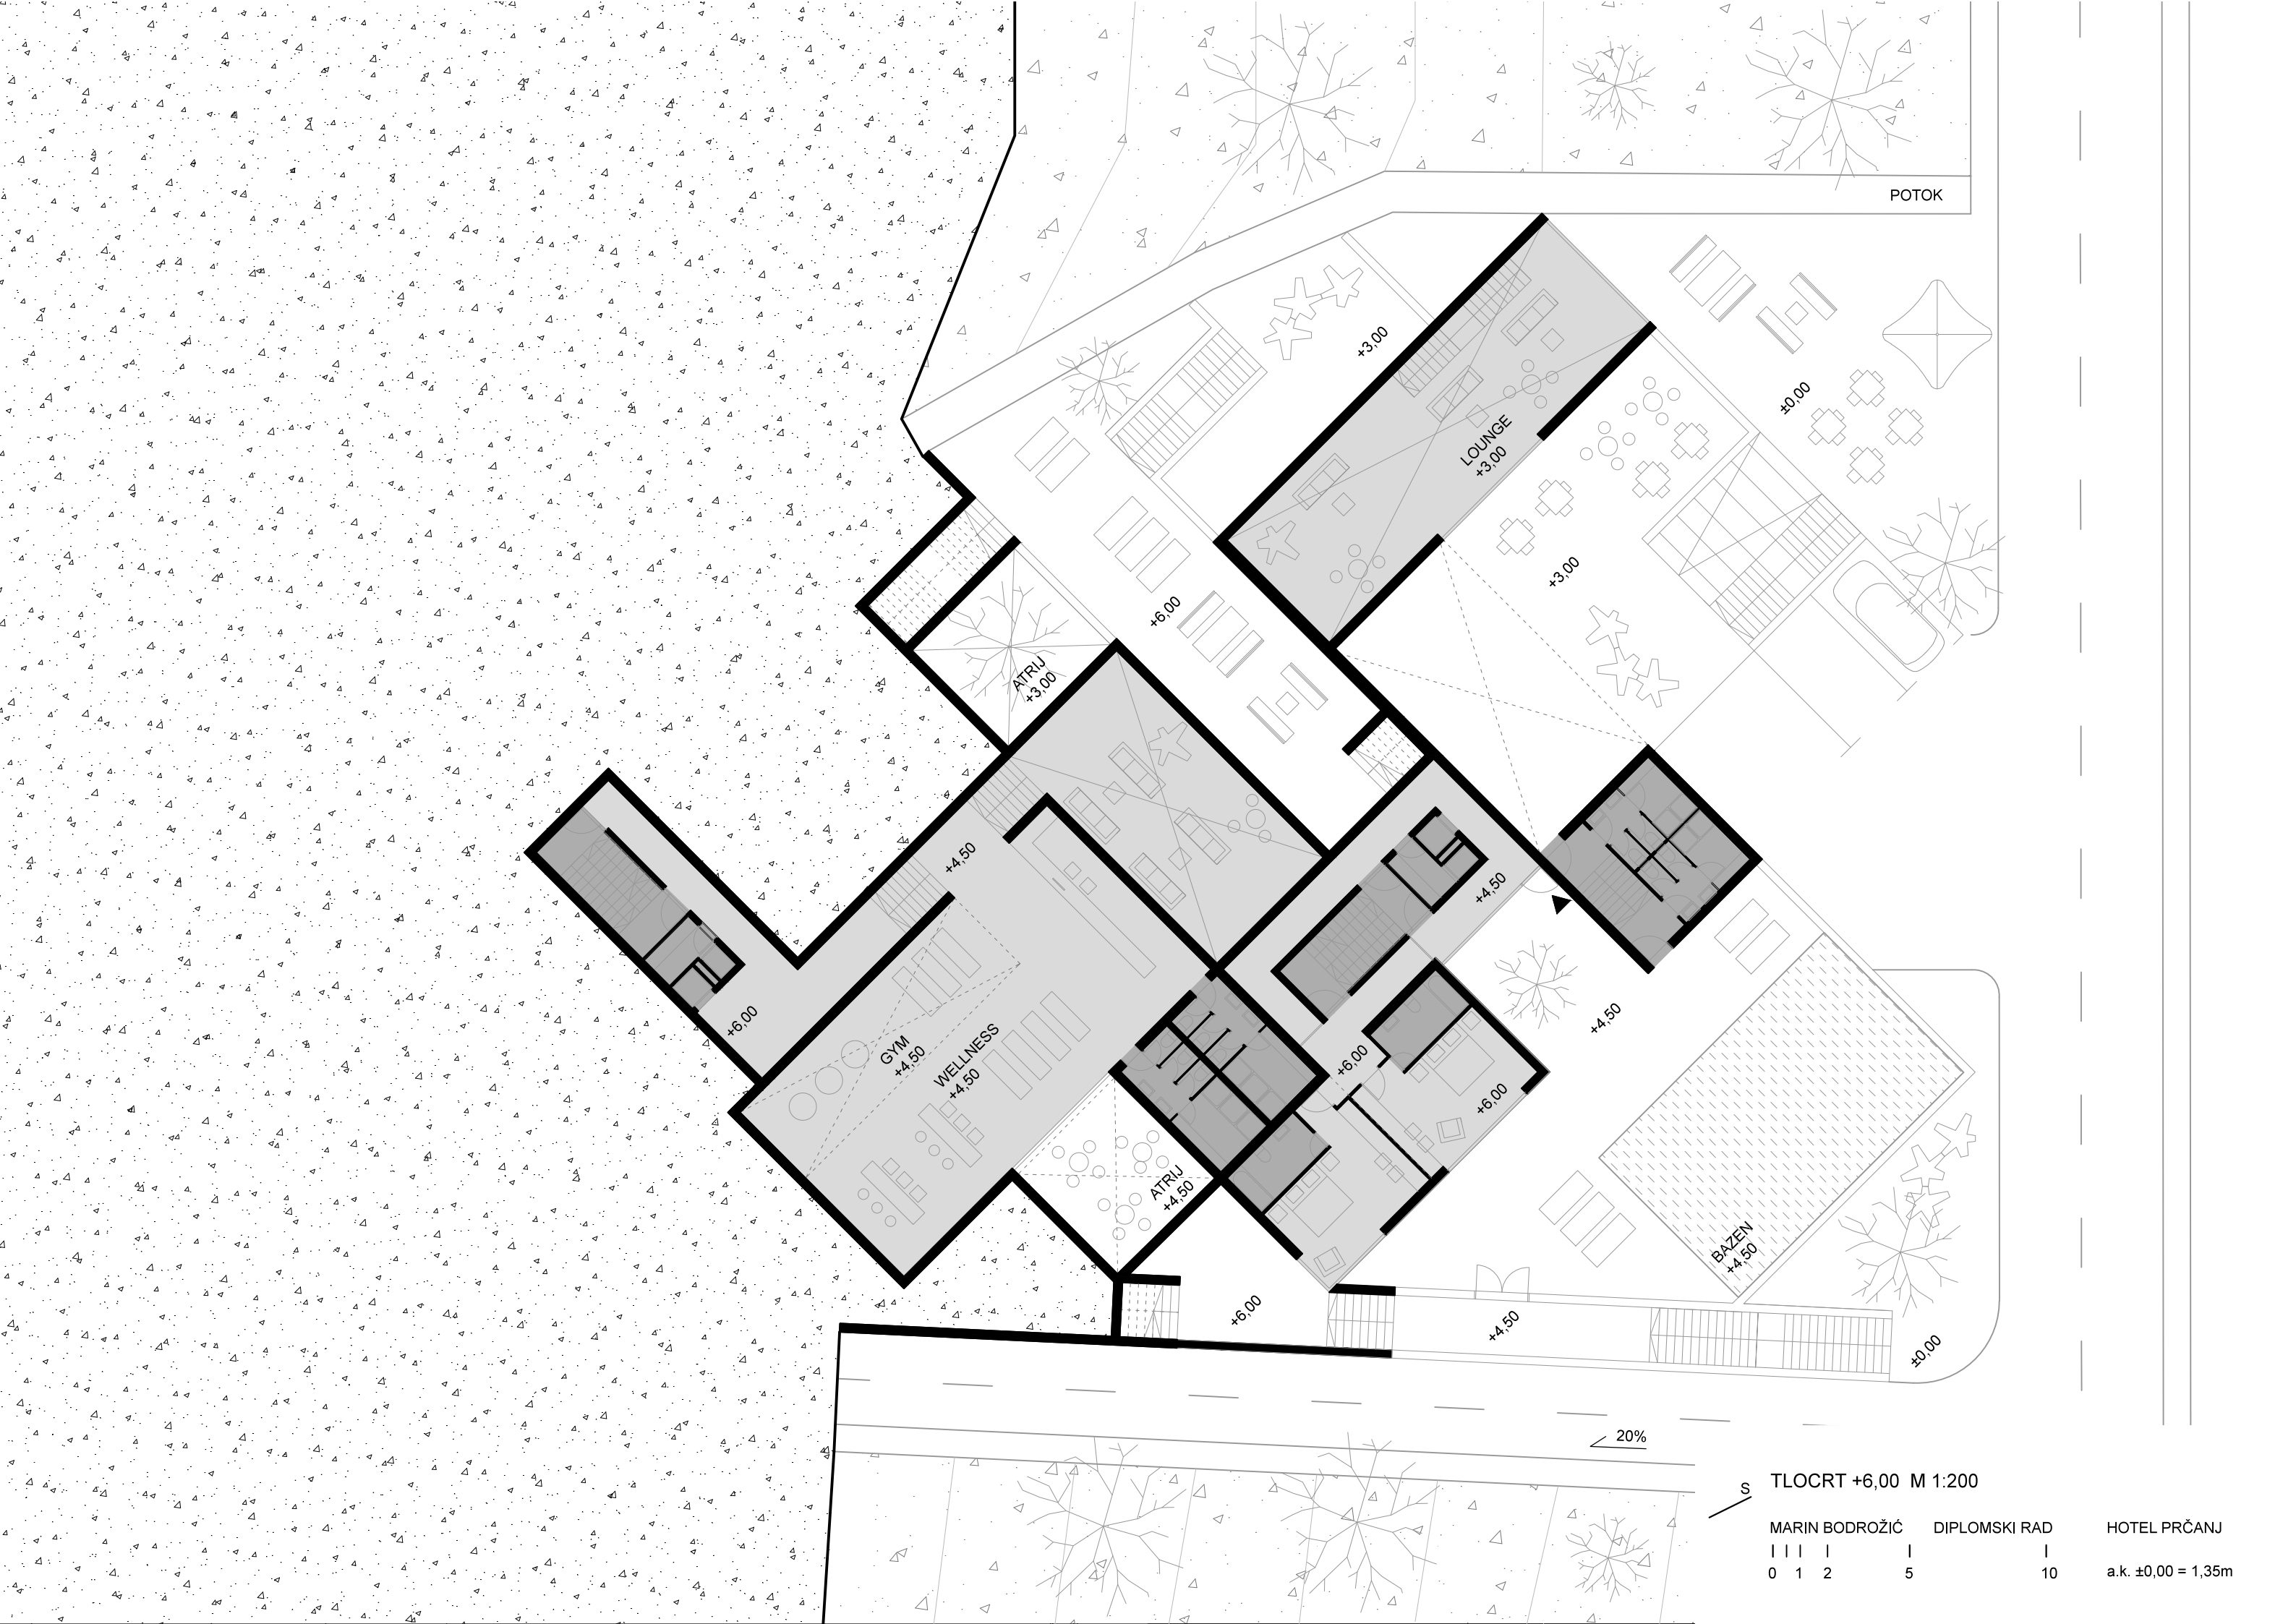 POTOK
+3,00
±0,00
LOUNGE
+3,00
+3,00
+6,00
ATRIJ
+3,00
+4,50
+4,50
+6,00
GYM
+4,50
WELLNESS
+4,50
+6,00
+6,00
+4,50
ATRIJ
+4,50
BAZEN
+4,50
+6,00
+4,50
±0,00
20%
S
TLOCRT +6,00 M 1:200
MARIN BODROŽIĆ DIPLOMSKI RAD HOTEL PRČANJ
0 1 2 5 10 a.k. ±0,00 = 1,35m